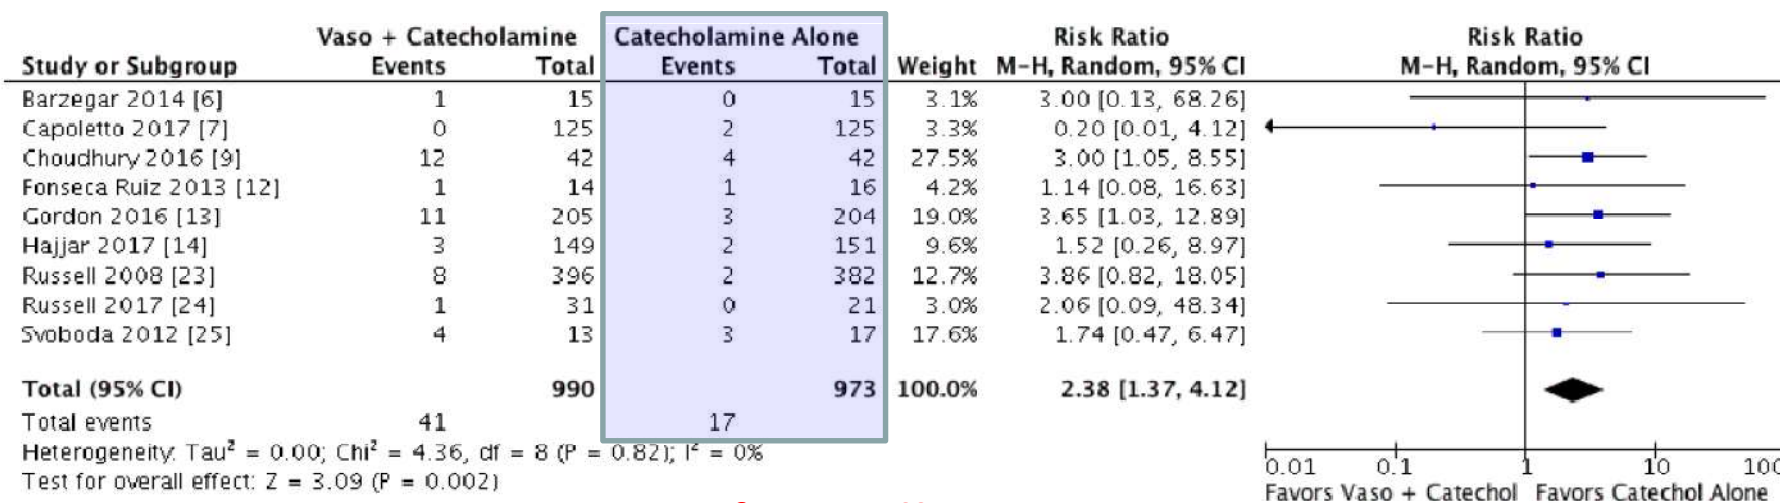 Vaso + Catecholamine Catecholamine Alone Risk Ratio Risk Ratio
Study or Subgroup Events Total Events Total Weight M-H, Random, 95% CI M-H, Random, 95% CI
Barzegar 2014 [6] 1 15 0 15 3.1% 3.00 [0.13, 68.26]
Capoletto 2017 [7] 0 125 2 125 3.3% 0.20 [0.01, 4.12]
Choudhury 2016 [9] 12 42 4 42 27.5% 3.00 [1.05, 8.55]
Fonseca Ruiz 2013 [12] 1 14 1 16 4.2% 1.14 [0.08, 16.63]
Gordon 2016 [13] 11 205 3 204 19.0% 3.65 [1.03, 12.89]
Hajjar 2017 [14] 3 149 2 151 9.6% 1.52 [0.26, 8.97]
Russell 2008 [23] 8 396 2 382 12.7% 3.86 [0.82, 18.05]
Russell 2017 [24] 1 31 0 21 3.0% 2.06 [0.09, 48.34]
Svoboda 2012 [25] 4 13 3 17 17.6% 1.74 [0.47, 6.47]
Total (95% CI) 990 973 100.0% 2.38 [1.37, 4.12]
Total events 41 17
Heterogeneity: Tau² = 0.00; Chi² = 4.36, df = 8 (P = 0.82); I² = 0%
Test for overall effect: Z = 3.09 (P = 0.002)
0.01 0.1 1 10 100
Favors Vaso + Catechol Favors Catechol Alone